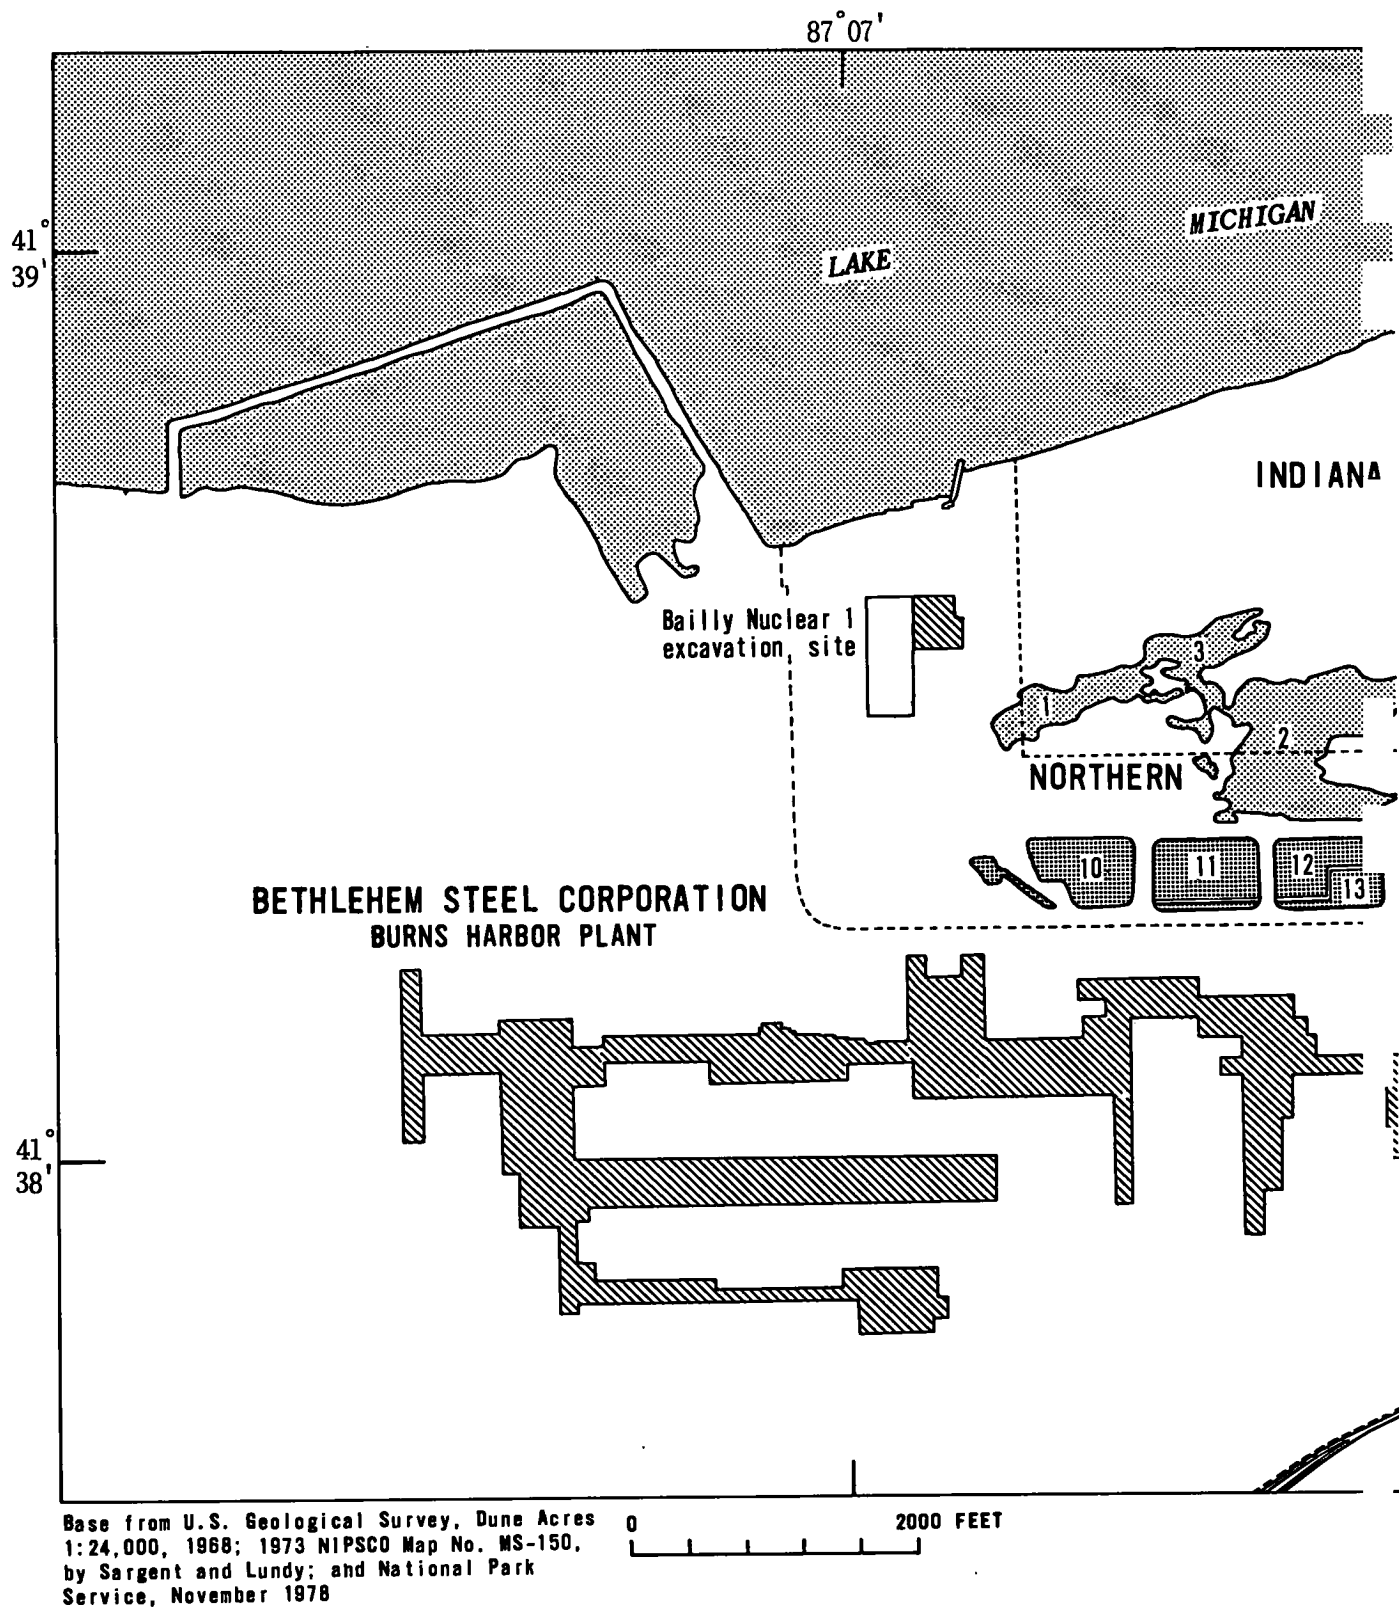 87°07'
MICHIGAN
41°
39'
LAKE
INDIANA
Bailly Nuclear 1
excavation site
3
1
2
NORTHERN
10
11
12
13
BETHLEHEM STEEL CORPORATION
BURNS HARBOR PLANT
41°
38'
Base from U.S. Geological Survey, Dune Acres
1:24,000, 1968; 1973 NIPSCO Map No. MS-150,
by Sargent and Lundy; and National Park
Service, November 1978
0 2000 FEET